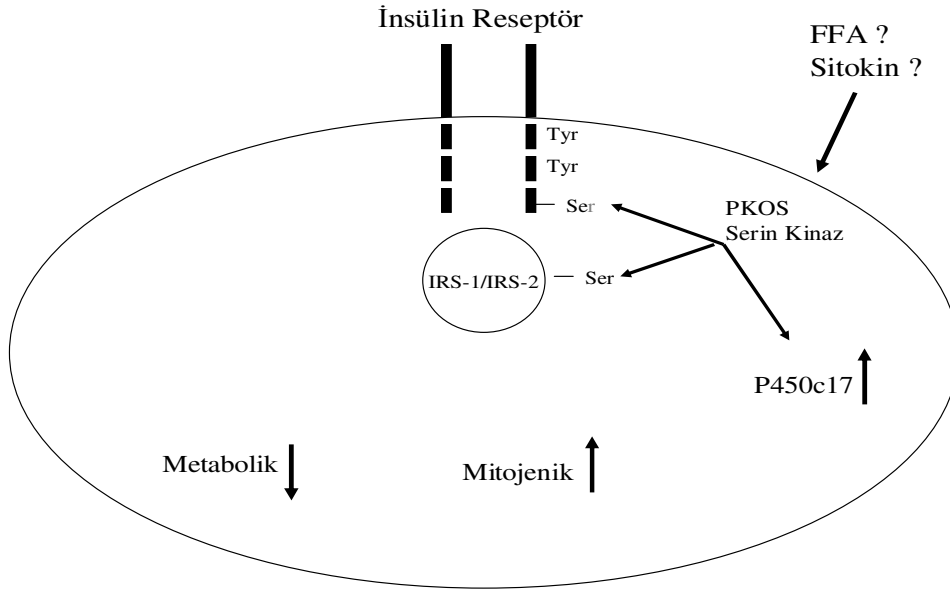 İnsülin Reseptör
FFA ?
Sitokin ?
Tyr
Tyr
Ser
PKOS
Serin Kinaz
IRS-1/IRS-2
Ser
P450c17
Metabolik
Mitojenik